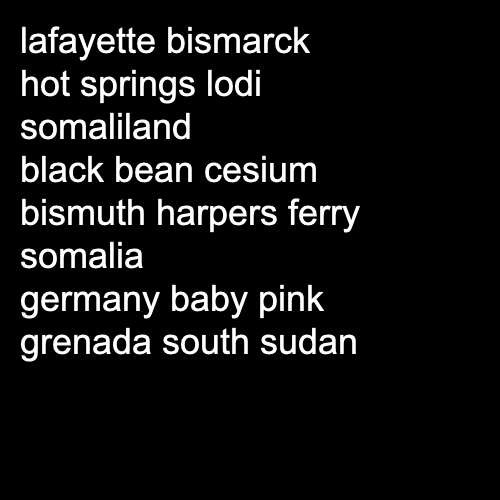 lafayette bismarck
hot springs lodi
somaliland
black bean cesium
bismuth harpers ferry
somalia
germany baby pink
grenada south sudan